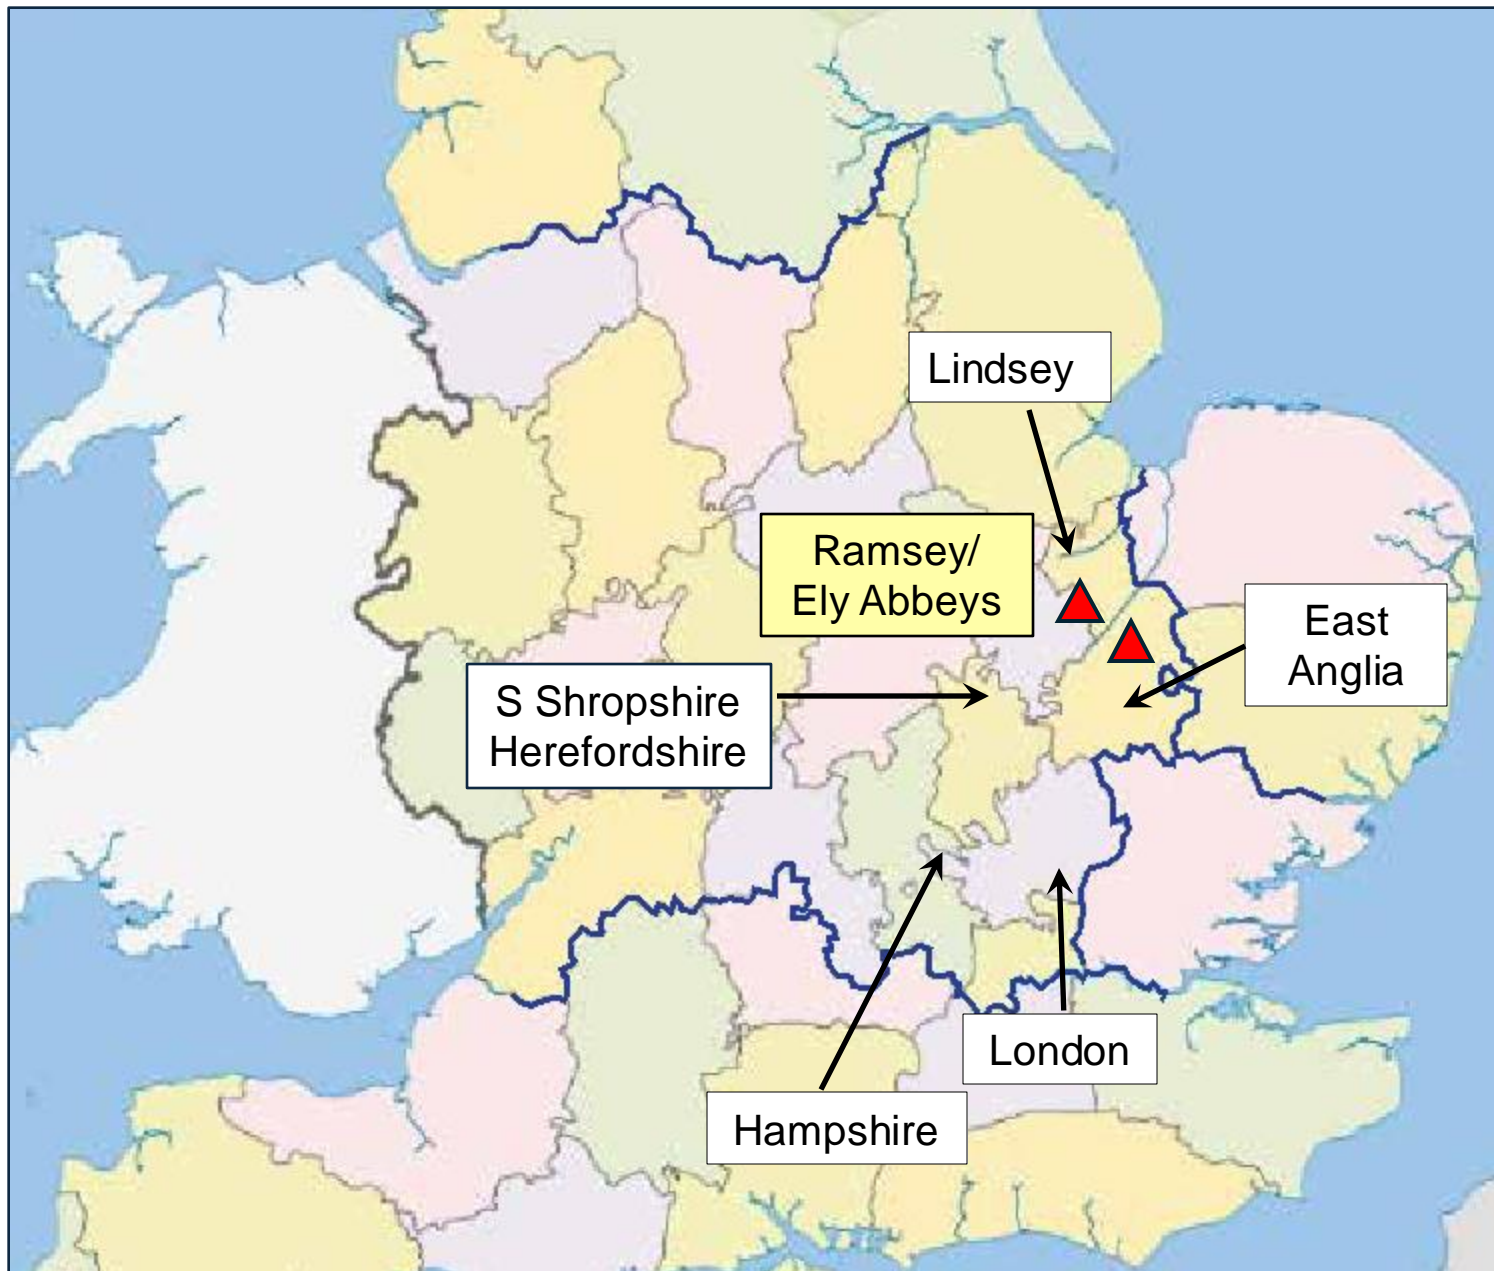 Lindsey
Ramsey/
Ely Abbeys
East
Anglia
S Shropshire
Herefordshire
London
Hampshire